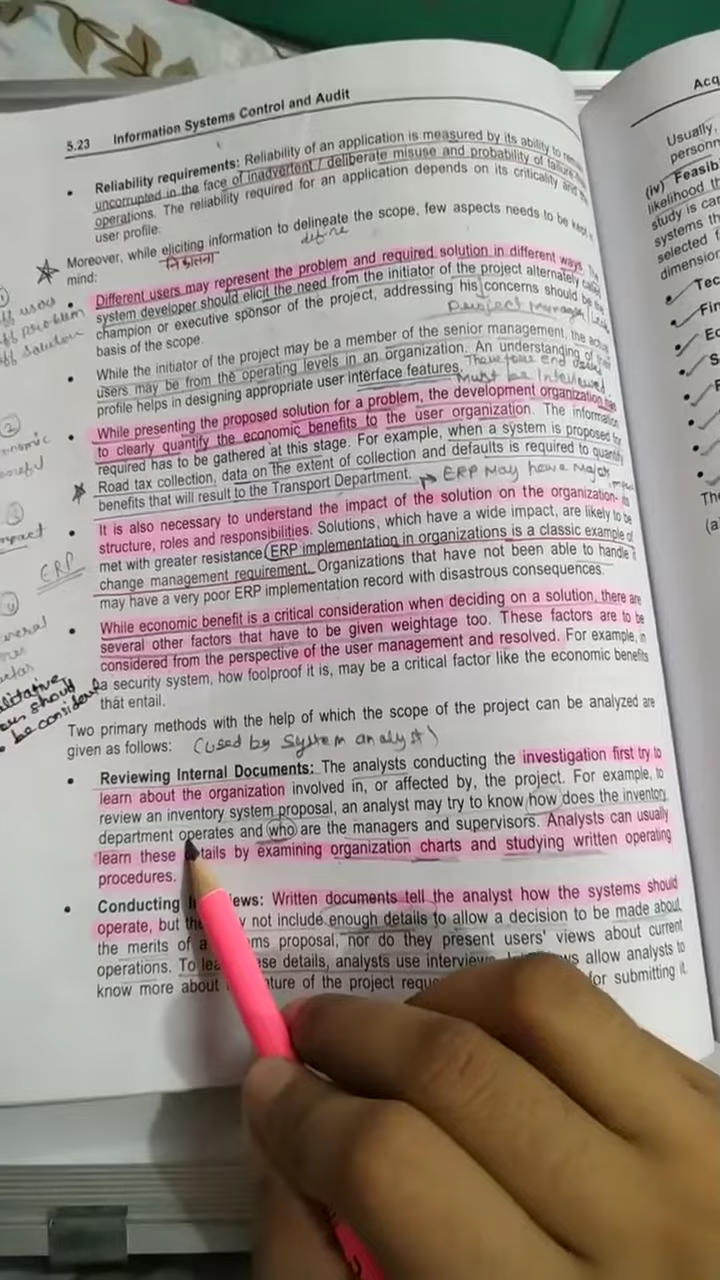 5.23 Information Systems Control and Audit
• Reliability requirements: Reliability of an application is measured by its ability to
uncorrupted in the face of inadvertent / deliberate misuse and probability of failure
operations. The reliability required for an application depends on its criticality and the
user profile.
Moreover, while eliciting information to delineate the scope, few aspects needs to be kept
mind:
निकालना
define
• Different users may represent the problem and required solution in different ways. The
system developer should elicit the need from the initiator of the project alternately called
champion or executive sponsor of the project, addressing his concerns should be the
basis of the scope.
Project Manager
• While the initiator of the project may be a member of the senior management, the actual
users may be from the operating levels in an organization. An understanding of their
profile helps in designing appropriate user interface features.
Therefore end user
Must be Interviewed
• While presenting the proposed solution for a problem, the development organization has
to clearly quantify the economic benefits to the user organization. The information
required has to be gathered at this stage. For example, when a system is proposed for
Road tax collection, data on the extent of collection and defaults is required to quantify
benefits that will result to the Transport Department.
ERP May have a Major
• It is also necessary to understand the impact of the solution on the organization- its
structure, roles and responsibilities. Solutions, which have a wide impact, are likely to be
met with greater resistance. ERP implementation in organizations is a classic example of
change management requirement. Organizations that have not been able to handle it
may have a very poor ERP implementation record with disastrous consequences.
ERP
• While economic benefit is a critical consideration when deciding on a solution, there are
several other factors that have to be given weightage too. These factors are to be
considered from the perspective of the user management and resolved. For example, in
a security system, how foolproof it is, may be a critical factor like the economic benefits
that entail.
should
be considered
Two primary methods with the help of which the scope of the project can be analyzed are
given as follows: (used by System analyst)
• Reviewing Internal Documents: The analysts conducting the investigation first try to
learn about the organization involved in, or affected by, the project. For example, to
review an inventory system proposal, an analyst may try to know how does the inventory
department operates and who are the managers and supervisors. Analysts can usually
learn these by examining organization charts and studying written operating
procedures.
• Conducting Written documents tell the analyst how the systems should
operate, but not include enough details to allow a decision to be made about
the merits of a proposal, nor do they present users' views about current
operations. To analysts use allow analysts to
know more about of the project for submitting it.
Acq
Usually,
personn
(iv) Feasib
likelihood th
study is car
systems th
selected f
dimension
Tec
Fir
Ec
S
The
(a